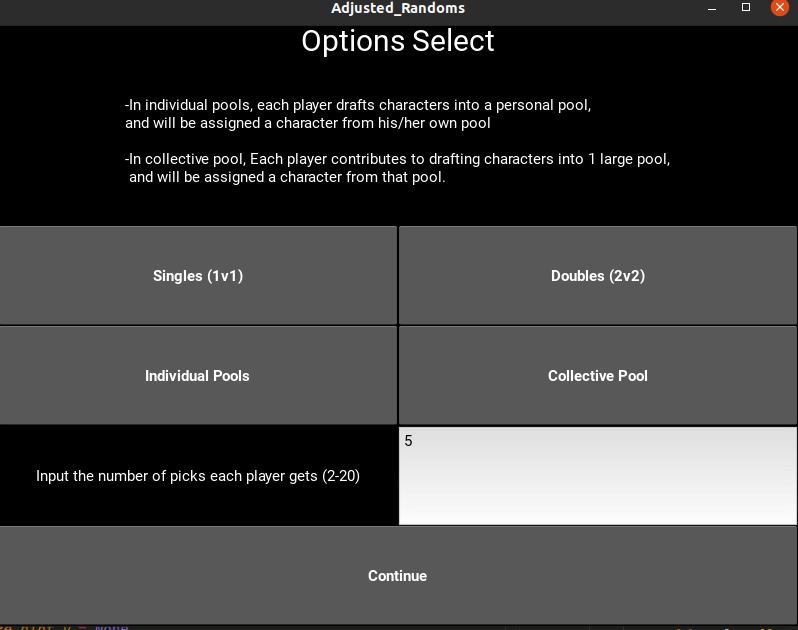 Adjusted_Randoms
Options Select
-In individual pools, each player drafts characters into a personal pool,
and will be assigned a character from his/her own pool
-In collective pool, Each player contributes to drafting characters into 1 large pool,
and will be assigned a character from that pool.
Singles (1v1)
Doubles (2v2)
Individual Pools
Collective Pool
Input the number of picks each player gets (2-20)
5
Continue